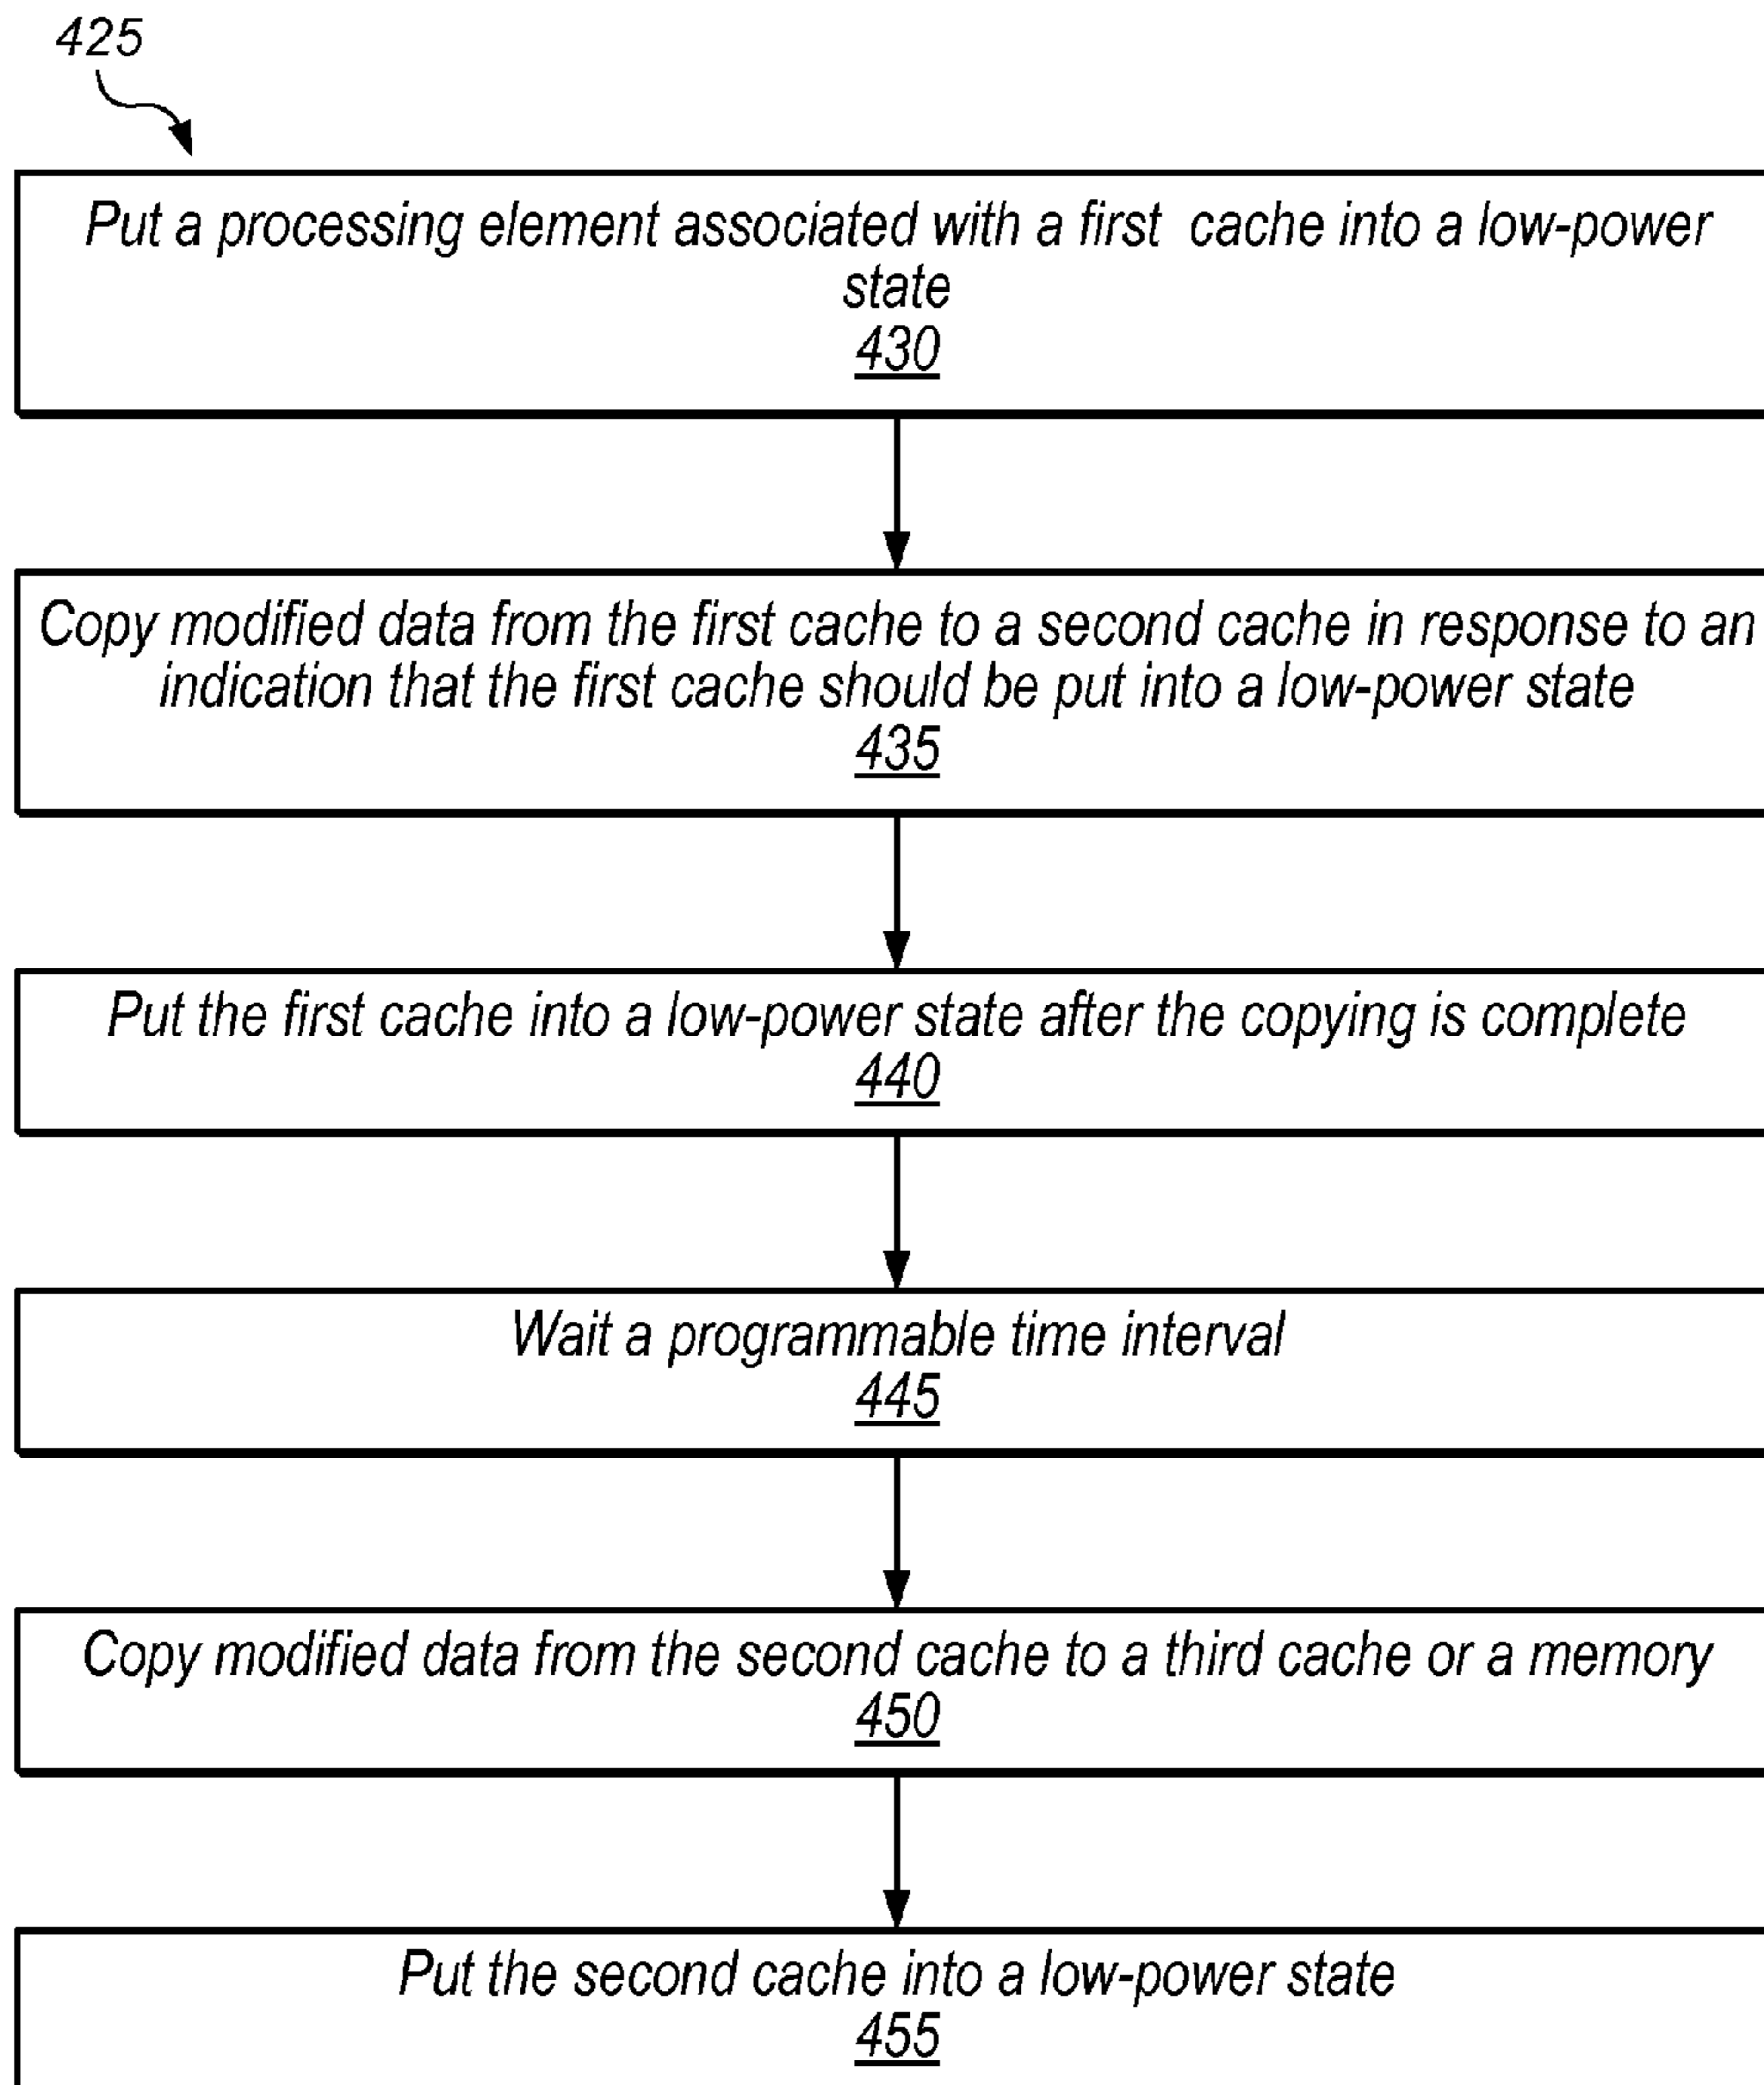 425
Put a processing element associated with a first cache into a low-power
state
430
Copy modified data from the first cache to a second cache in response to an
indication that the first cache should be put into a low-power state
435
Put the first cache into a low-power state after the copying is complete
440
Wait a programmable time interval
445
Copy modified data from the second cache to a third cache or a memory
450
Put the second cache into a low-power state
455